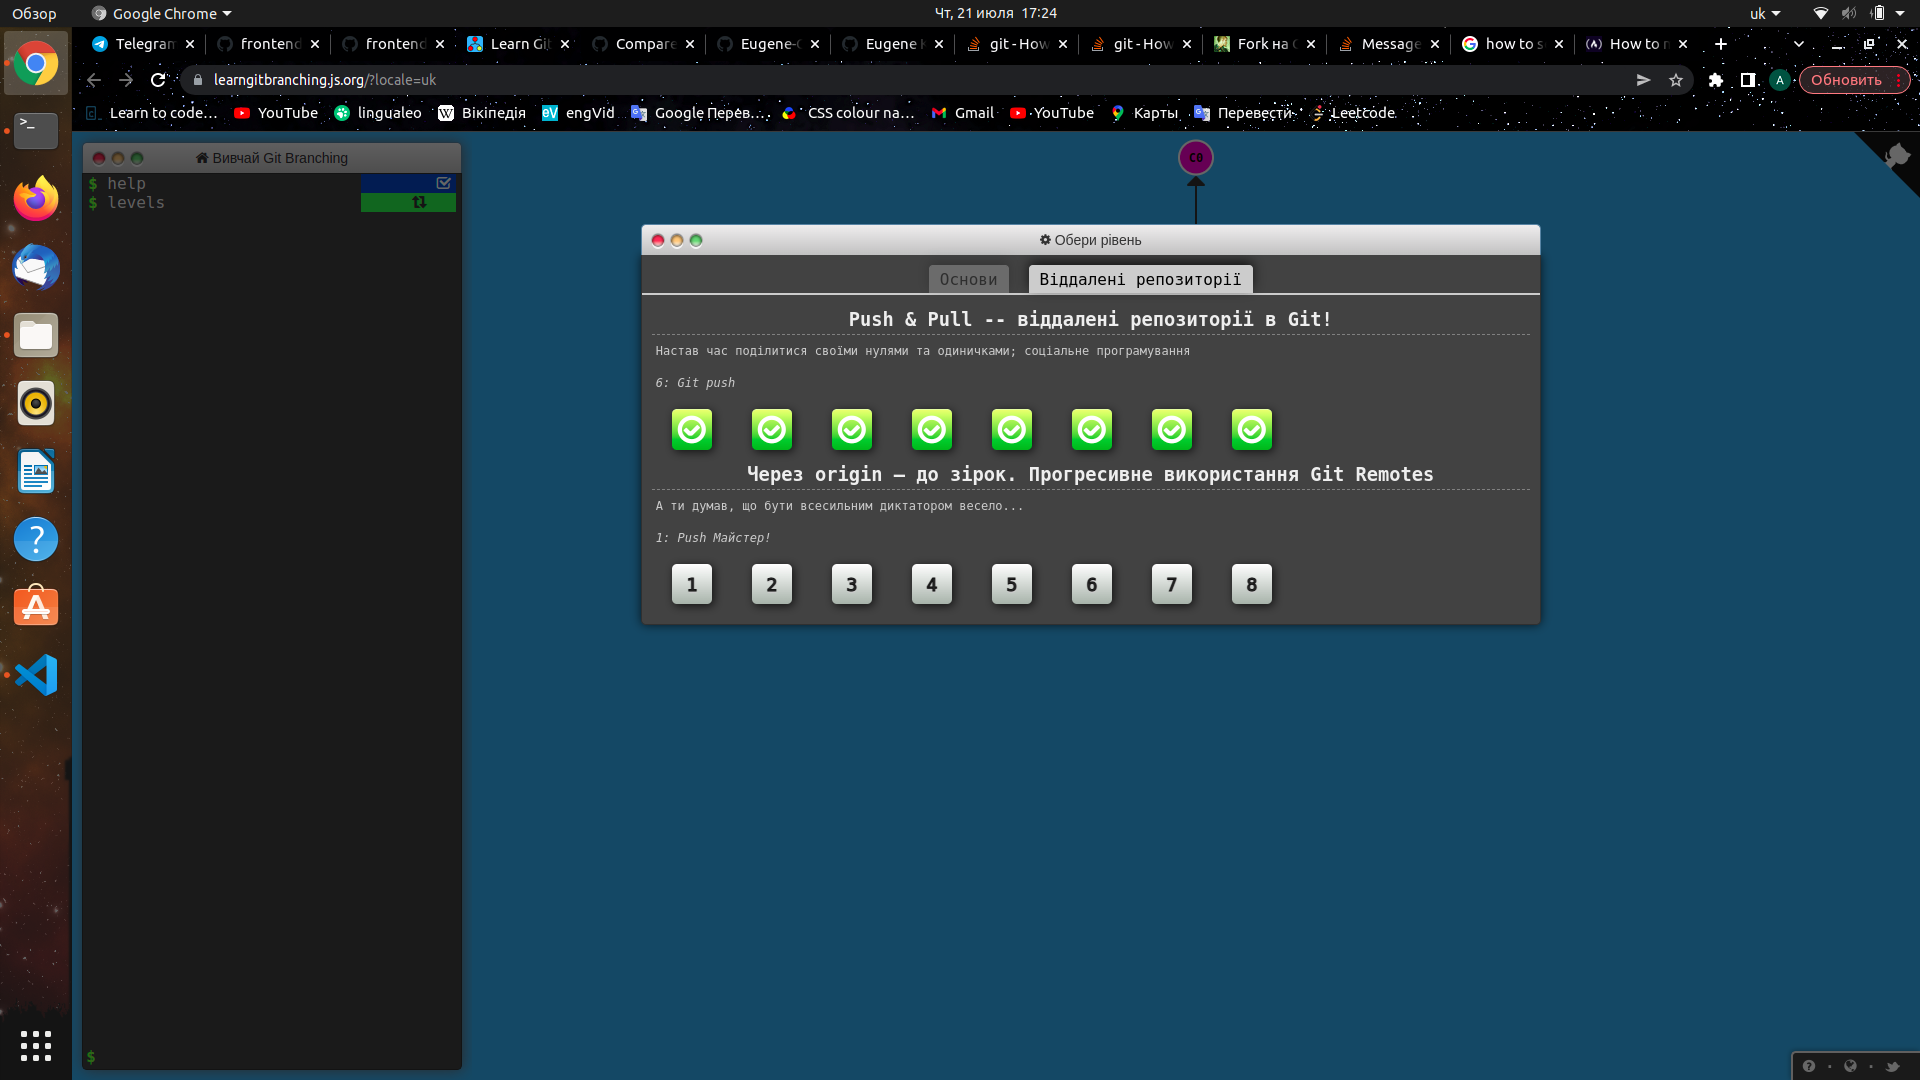 Обзор
Google Chrome
Чт, 21 июля 17:24
uk
Telegram
frontend
frontend
Learn Gi
Compare
Eugene-
Eugene
git - How
git - How
Fork на
Message
how to s
How to
learngitbranching.js.org/?locale=uk
A
Обновить
Learn to code...
YouTube
lingualeo
Вікіпедія
engVid
Google Перев...
CSS colour na...
Gmail
YouTube
Карты
Перевести
Leetcode
Вивчай Git Branching
$ help
$ levels
C0
Обери рівень
Основи
Віддалені репозиторії
Push & Pull -- віддалені репозиторії в Git!
Настав час поділитися своїми нулями та одиничками; соціальне програмування
6: Git push
Через origin — до зірок. Прогресивне використання Git Remotes
А ти думав, що бути всесильним диктатором весело...
1: Push Майстер!
1 2 3 4 5 6 7 8
$